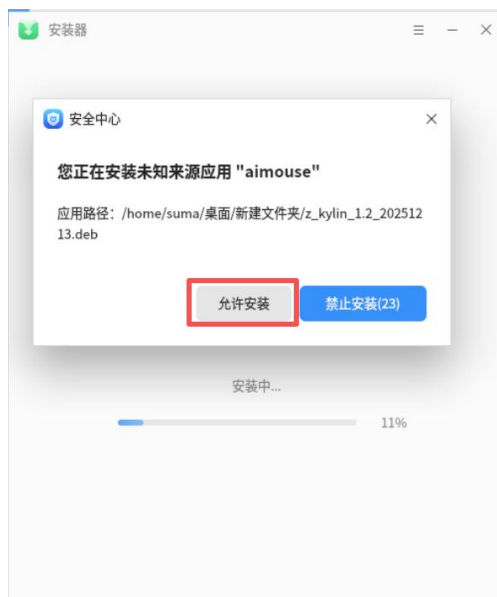 安装器
安全中心
您正在安装未知来源应用 "aimouse"
应用路径：/home/suma/桌面/新建文件夹/z_kylin_1.2_202512
13.deb
允许安装
禁止安装(23)
安装中...
11%